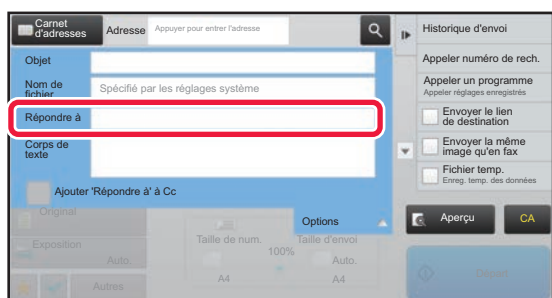 Carnet
d'adresses
Adresse
Appuyer pour entrer l'adresse
Objet
Nom de
fichier
Spécifié par les réglages système
Répondre à
Corps de
texte
Ajouter 'Répondre à' à Cc
Options
Original
Exposition
Auto.
Autres
Taille de num.
100%
Taille d'envoi
Auto.
A4
A4
Historique d'envoi
Appeler numéro de rech.
Appeler un programme
Appeler réglages enregistrés
Envoyer le lien
de destination
Envoyer la même
image qu'en fax
Fichier temp.
Enreg. temp. des données
Aperçu
CA
Départ